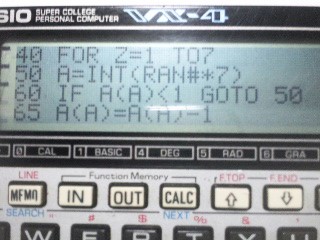 SIO SUPER COLLEGE PERSONAL COMPUTER VX-4
40 FOR Z=1 TO7
50 A=INT(RAN#*7)
60 IF A(A)<1 GOTO 50
65 A(A)=A(A)-1
0 CAL 1 BASIC 4 DEG 5 RAD 6 GRA
LINE Function Memory F.TOP F.END
MEMO IN OUT CALC ⇧ ⇩
SEARCH # $ NEXT % & '
W E R T Y U I